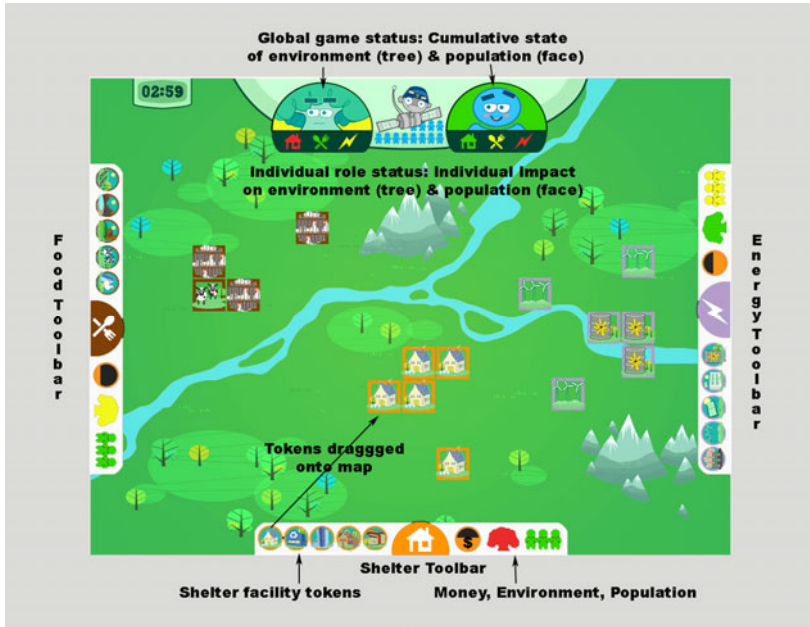 Global game status: Cumulative state
of environment (tree) & population (face)
02:59
Individual role status: Individual Impact
on environment (tree) & population (face)
Food Toolbar
Energy Toolbar
Tokens draggged
onto map
$
Shelter Toolbar
Shelter facility tokens
Money, Environment, Population